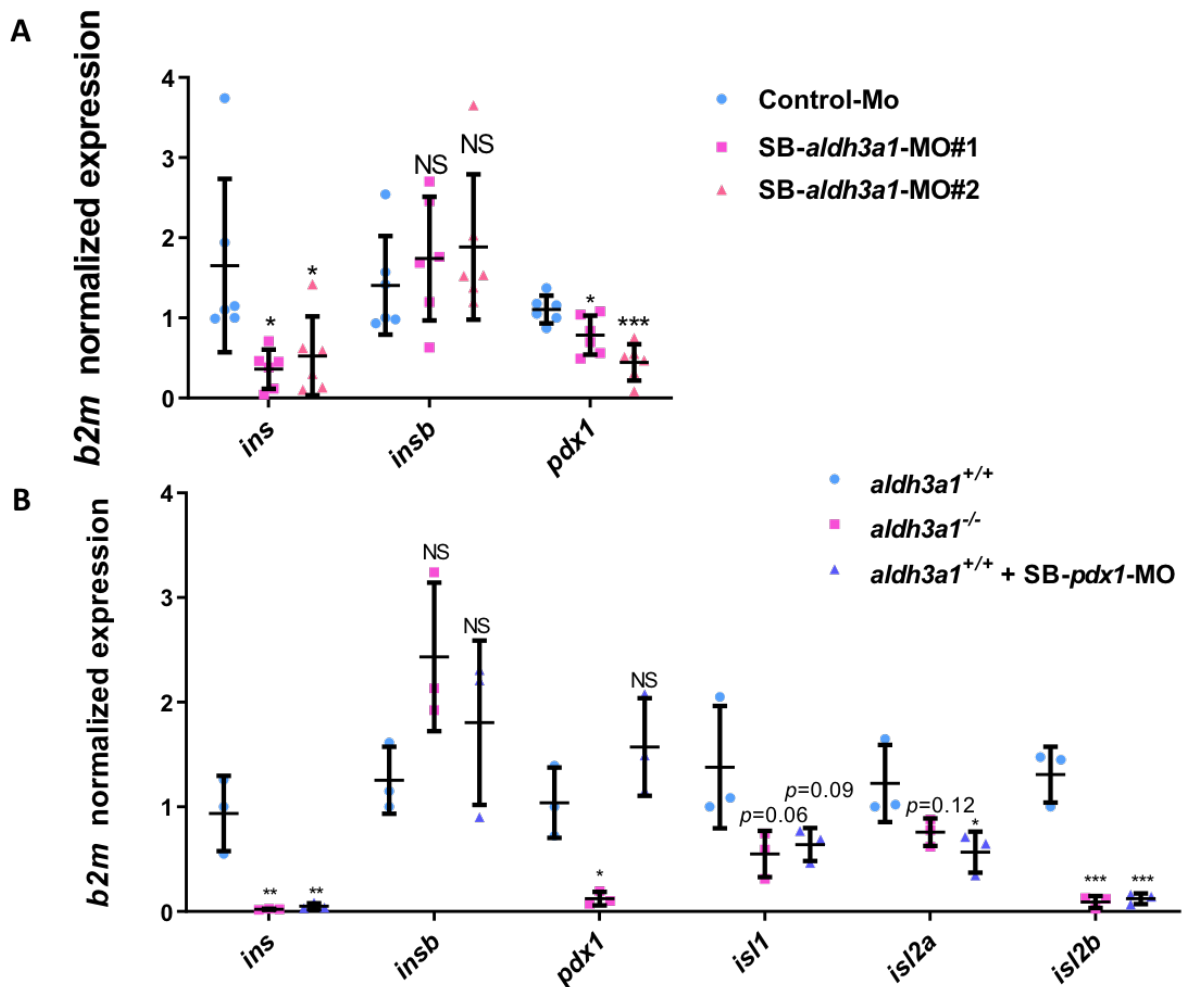 A
b2m normalized expression
4
3
2
1
0
* * NS NS * ***
ins insb pdx1
Control-Mo
SB-aldh3a1-MO#1
SB-aldh3a1-MO#2
B
b2m normalized expression
4
3
2
1
0
** ** NS NS * NS p=0.06 p=0.09 p=0.12 * *** ***
ins insb pdx1 isl1 isl2a isl2b
aldh3a1+/+
aldh3a1-/-
aldh3a1+/+ + SB-pdx1-MO